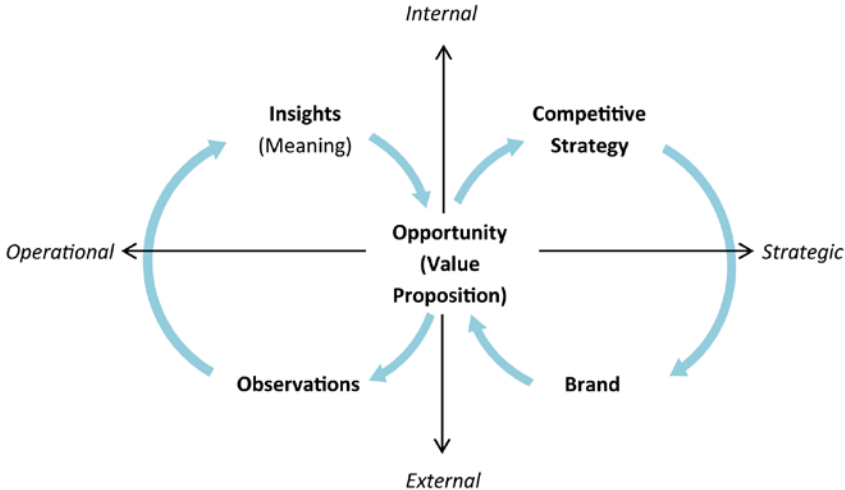 Internal
Insights
(Meaning)
Competitive
Strategy
Operational
Opportunity
(Value
Proposition)
Strategic
Observations
Brand
External